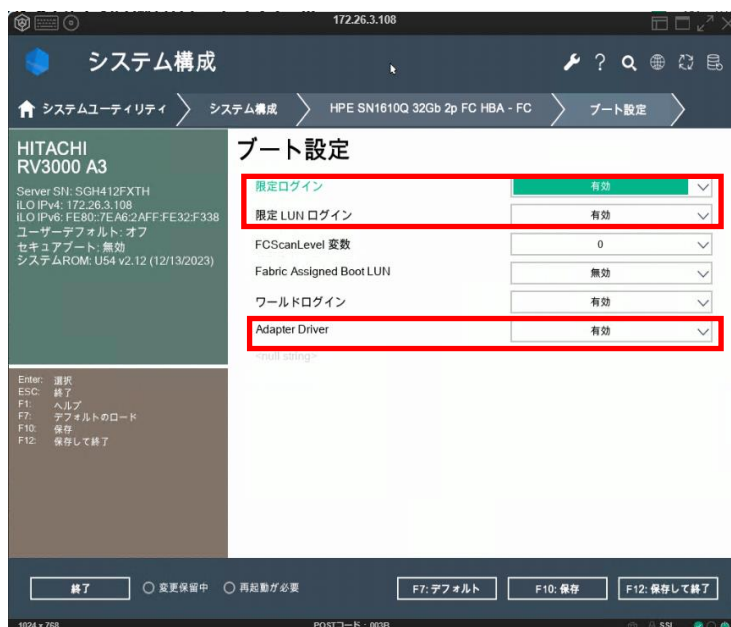 172.26.3.108
システム構成
システムユーティリティ
システム構成
HPE SN1610Q 32Gb 2p FC HBA - FC
ブート設定
HITACHI
RV3000 A3
Server SN: SGH412FXTH
iLO IPv4: 172.26.3.108
iLO IPv6: FE80::7EA6:2AFF:FE32:F338
ユーザーデフォルト: オフ
セキュアブート: 無効
システムROM: U54 v2.12 (12/13/2023)
Enter: 選択
ESC: 終了
F1: ヘルプ
F7: デフォルトのロード
F10: 保存
F12: 保存して終了
ブート設定
限定ログイン 有効
限定 LUN ログイン 有効
FCScanLevel 変数 0
Fabric Assigned Boot LUN 無効
ワールドログイン 有効
Adapter Driver 有効
<null string>
終了
変更保留中
再起動が必要
F7: デフォルト
F10: 保存
F12: 保存して終了
1024 x 768
POSTコード : 003B
SSL